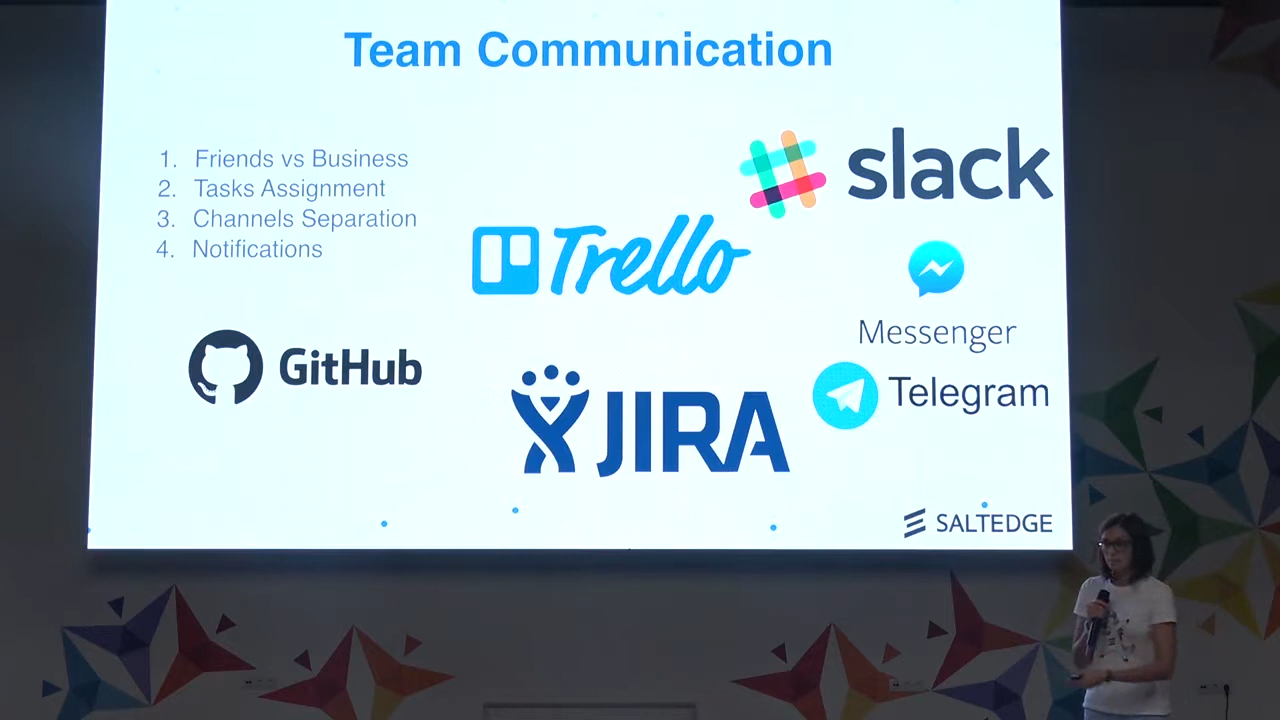 Team Communication
1. Friends vs Business
2. Tasks Assignment
3. Channels Separation
4. Notifications
slack
Trello
Messenger
GitHub
JIRA
Telegram
SALTEDGE